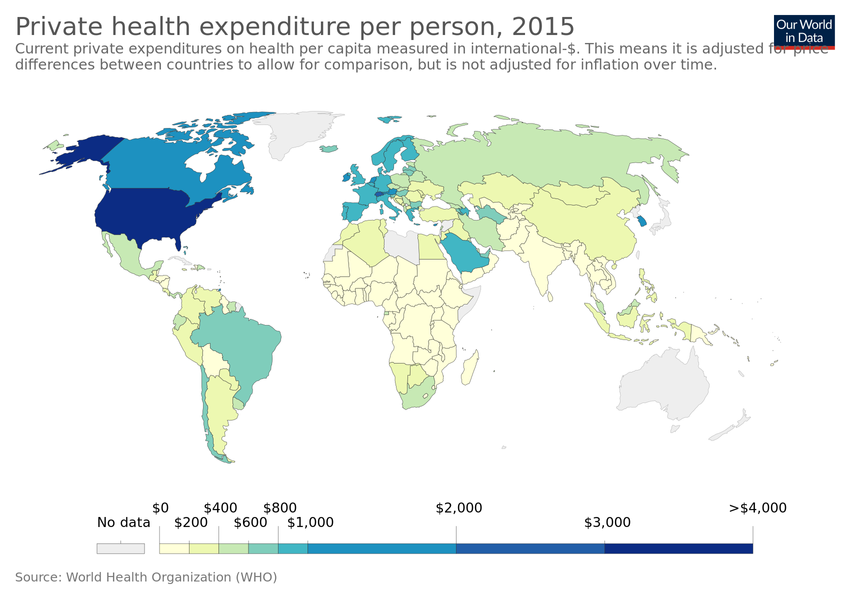 Private health expenditure per person, 2015
Our World
in Data
Current private expenditures on health per capita measured in international-$. This means it is adjusted for price
differences between countries to allow for comparison, but is not adjusted for inflation over time.
$0 $400 $800 $2,000 >$4,000
No data $200 $600 $1,000 $3,000
Source: World Health Organization (WHO)